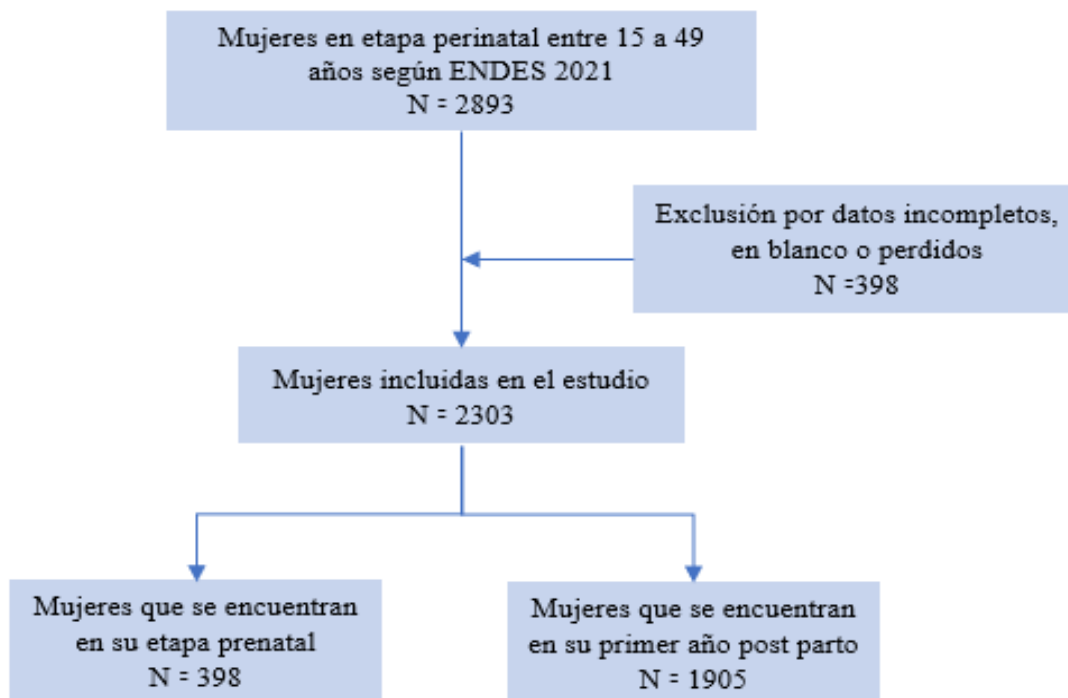 Mujeres en etapa perinatal entre 15 a 49
años según ENDES 2021
N = 2893
Exclusión por datos incompletos,
en blanco o perdidos
N =398
Mujeres incluidas en el estudio
N = 2303
Mujeres que se encuentran
en su etapa prenatal
N = 398
Mujeres que se encuentran
en su primer año post parto
N = 1905